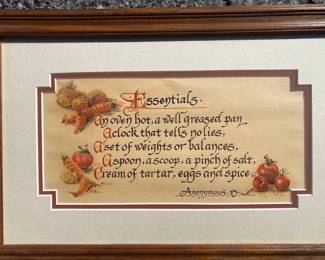 Essentials.
An oven hot, a well greased pan
A clock that tells no lies,
A set of weights or balances,
A spoon, a scoop, a pinch of salt,
Cream of tartar, eggs and spice.
Anonymous